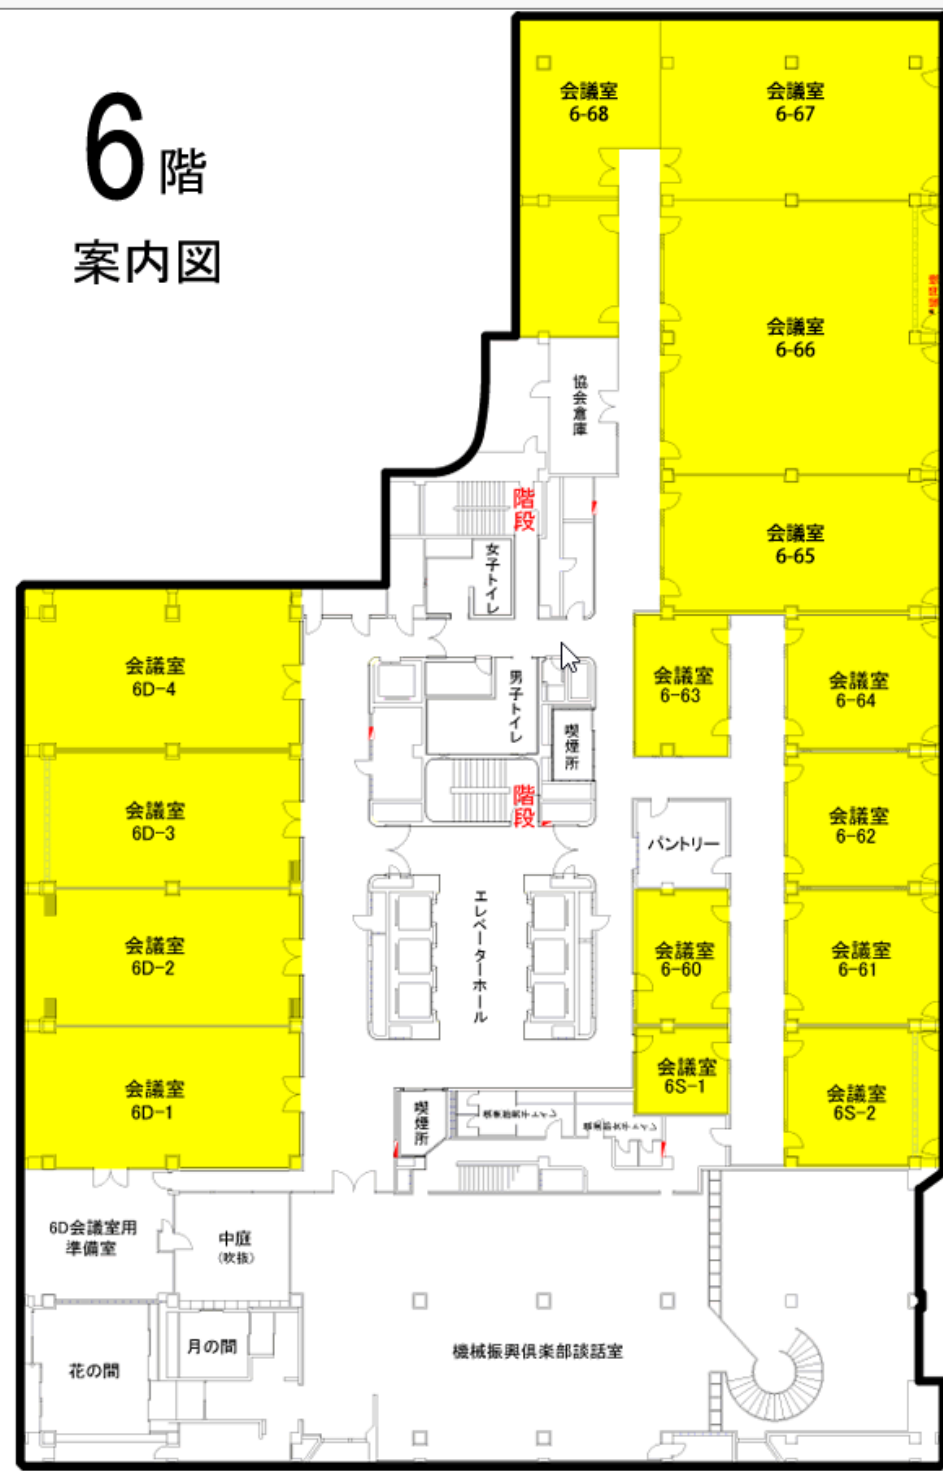 6階
案内図
会議室
6-68
会議室
6-67
会議室
6-66
協会倉庫
階段
会議室
6-65
女子トイレ
会議室
6D-4
男子トイレ
喫煙所
会議室
6-63
会議室
6-64
階段
会議室
6D-3
パントリー
会議室
6-62
エレベーターホール
会議室
6D-2
会議室
6-60
会議室
6-61
会議室
6D-1
喫煙所
会議室
6S-1
会議室
6S-2
6D会議室用
準備室
中庭
(吹抜)
月の間
花の間
機械振興倶楽部談話室